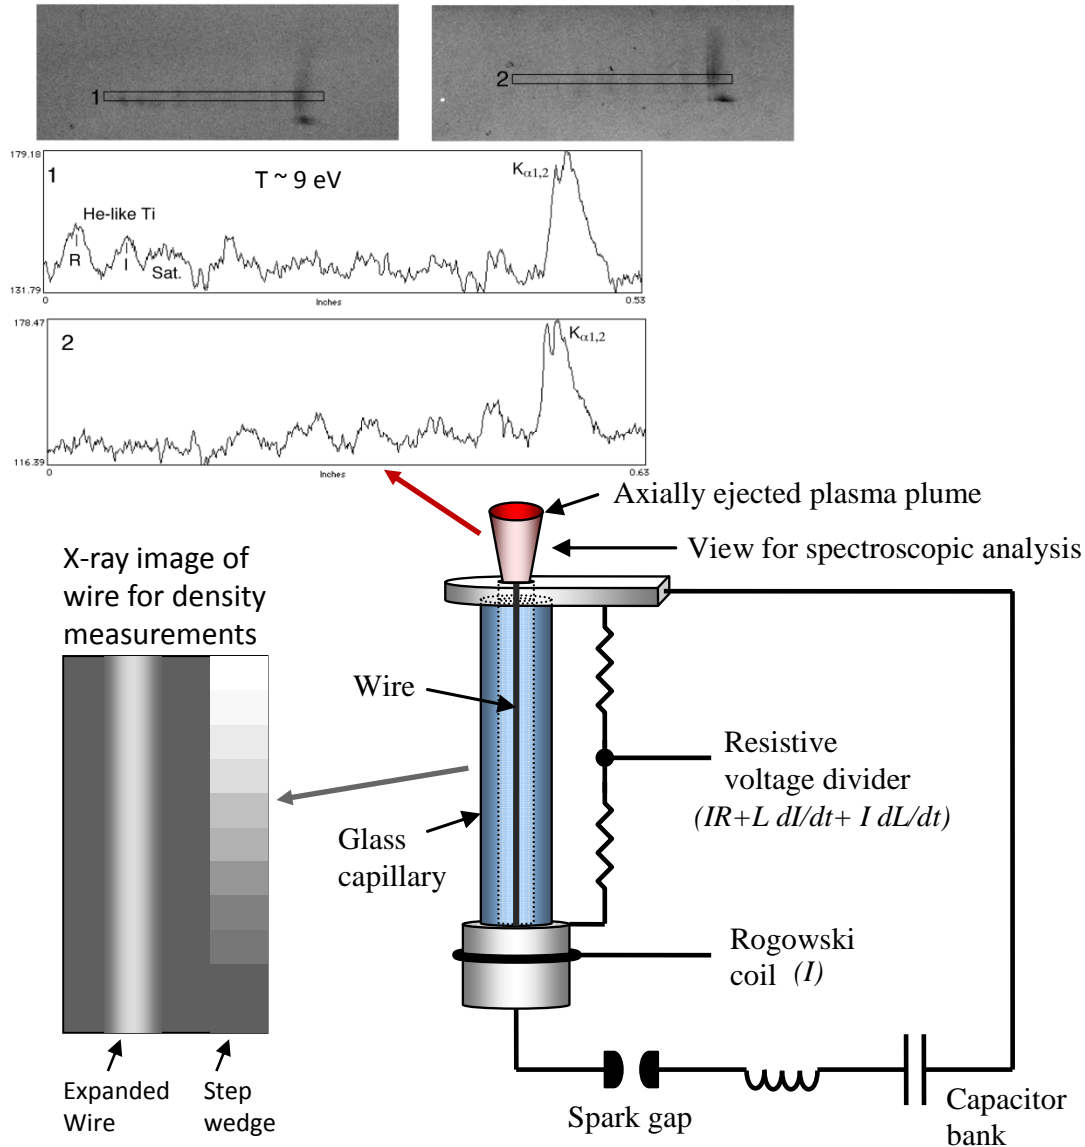 1
2
179.18
1
T ~ 9 eV
Kα1,2
He-like Ti
R
I
Sat.
131.79
0
Inches
0.53
178.47
2
Kα1,2
116.39
0
Inches
0.63
Axially ejected plasma plume
View for spectroscopic analysis
X-ray image of
wire for density
measurements
Wire
Resistive
voltage divider
(IR+L dI/dt+ I dL/dt)
Glass
capillary
Rogowski
coil (I)
Expanded
Wire
Step
wedge
Spark gap
Capacitor
bank